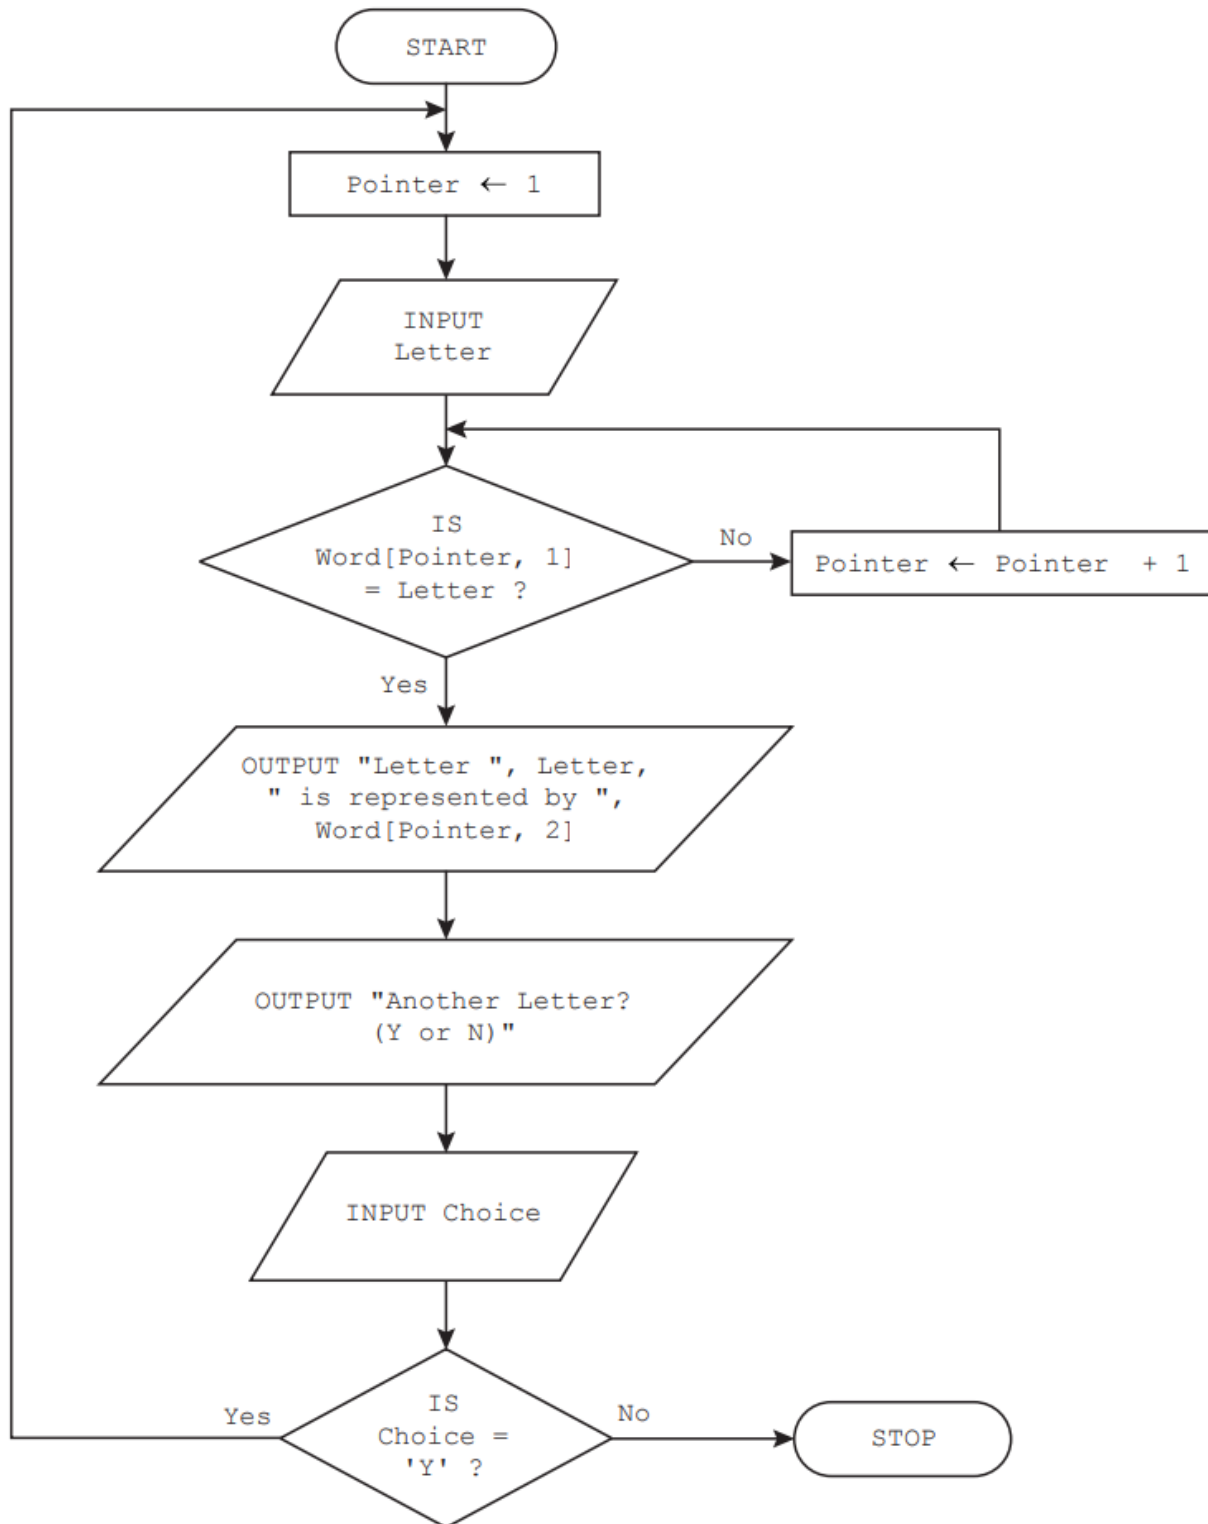 START
Pointer ← 1
INPUT
Letter
IS
Word[Pointer, 1]
= Letter ?
No
Pointer ← Pointer + 1
Yes
OUTPUT "Letter ", Letter,
" is represented by ",
Word[Pointer, 2]
OUTPUT "Another Letter?
(Y or N)"
INPUT Choice
IS
Choice =
'Y' ?
Yes
No
STOP